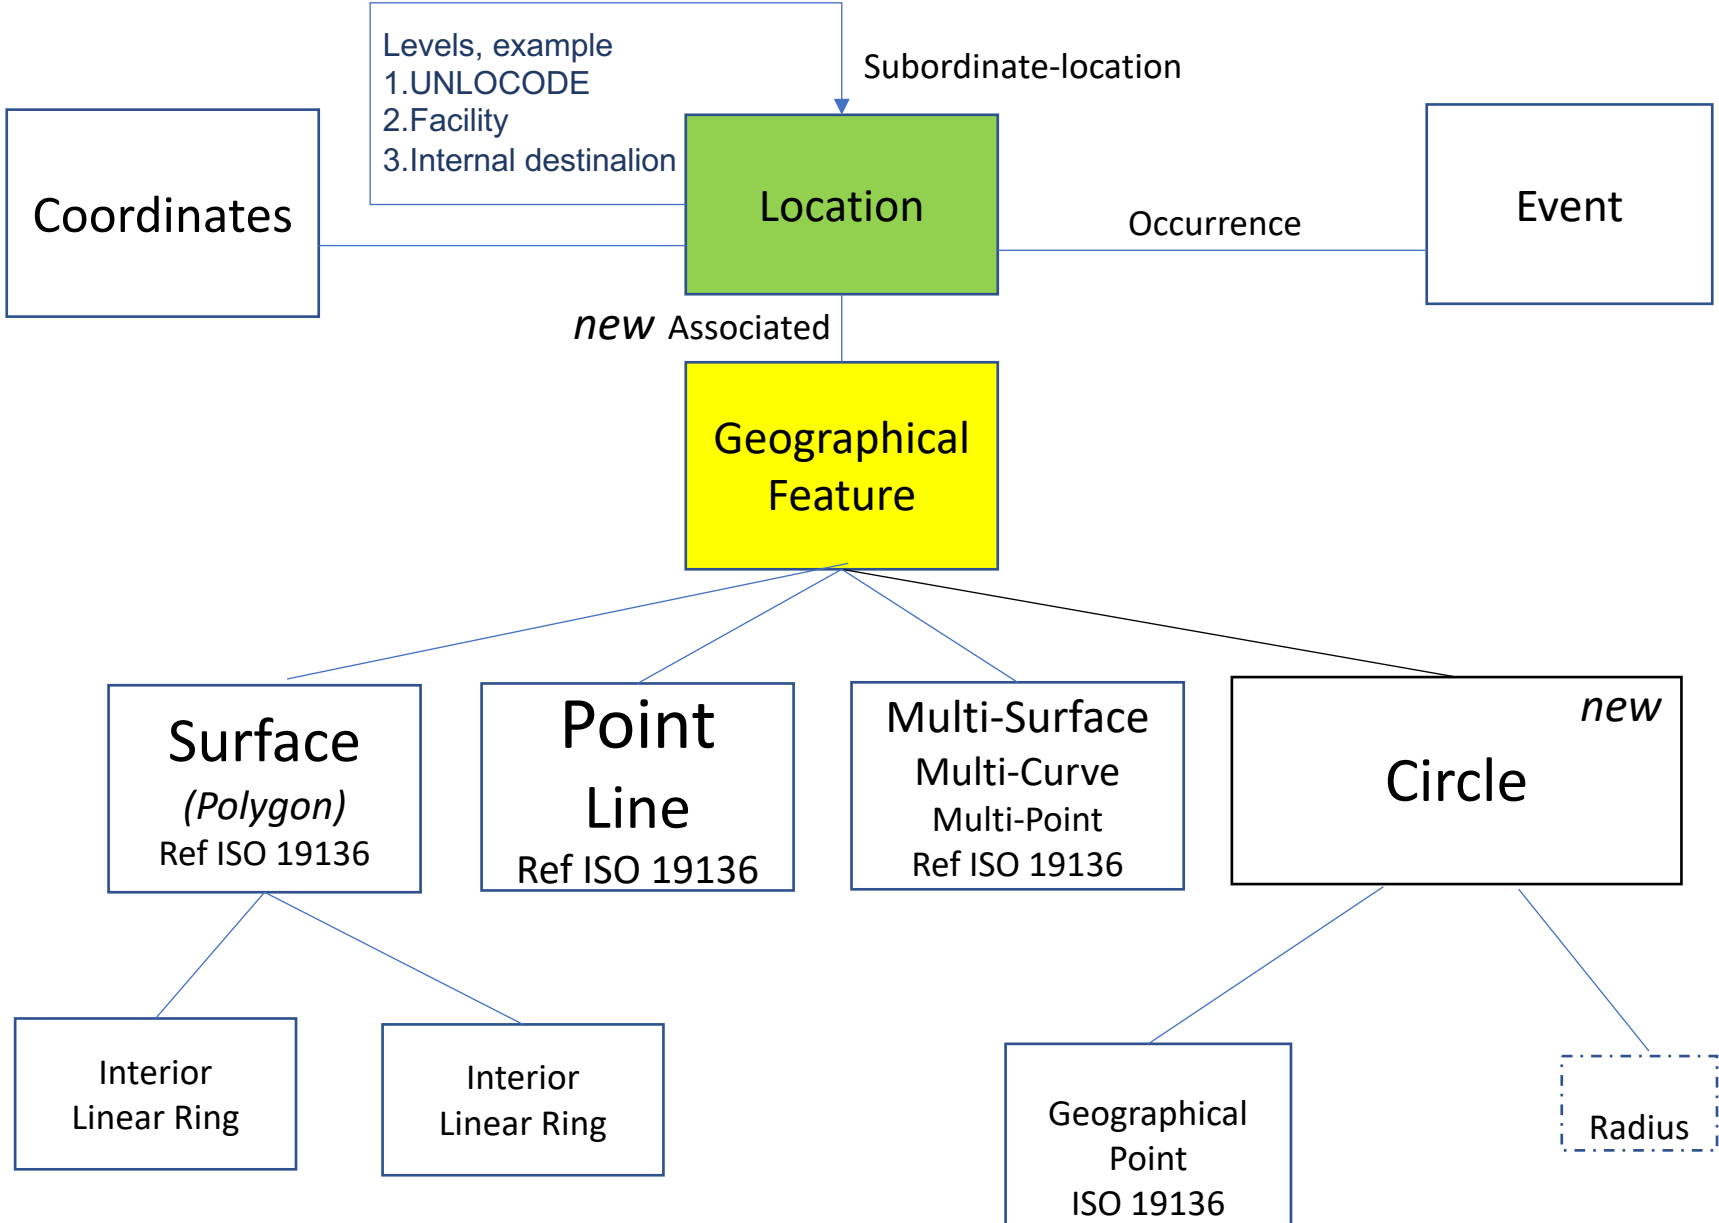 Levels, example
1.UNLOCODE
2.Facility
3.Internal destinalion
Subordinate-location
Coordinates
Location
Occurrence
Event
new Associated
Geographical
Feature
Surface
(Polygon)
Ref ISO 19136
Point
Line
Ref ISO 19136
Multi-Surface
Multi-Curve
Multi-Point
Ref ISO 19136
new
Circle
Interior
Linear Ring
Interior
Linear Ring
Geographical
Point
ISO 19136
Radius